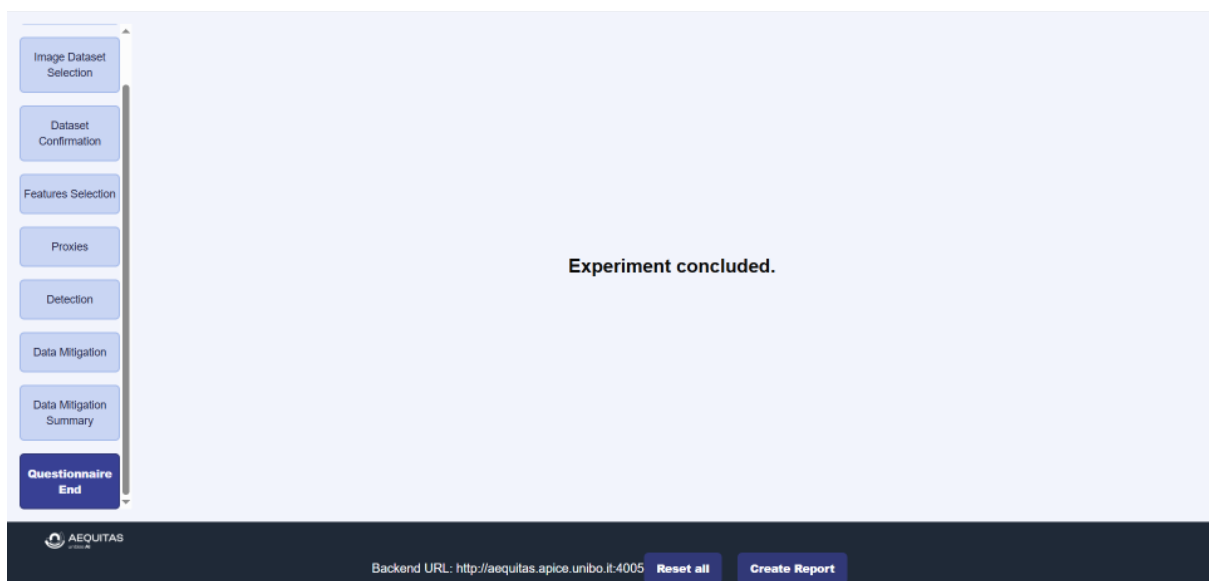 Image Dataset
Selection
Dataset
Confirmation
Features Selection
Proxies
Detection
Data Mitigation
Data Mitigation
Summary
Questionnaire
End
Experiment concluded.
AEQUITAS
Backend URL: http://aequitas.apice.unibo.it:4005 Reset all Create Report